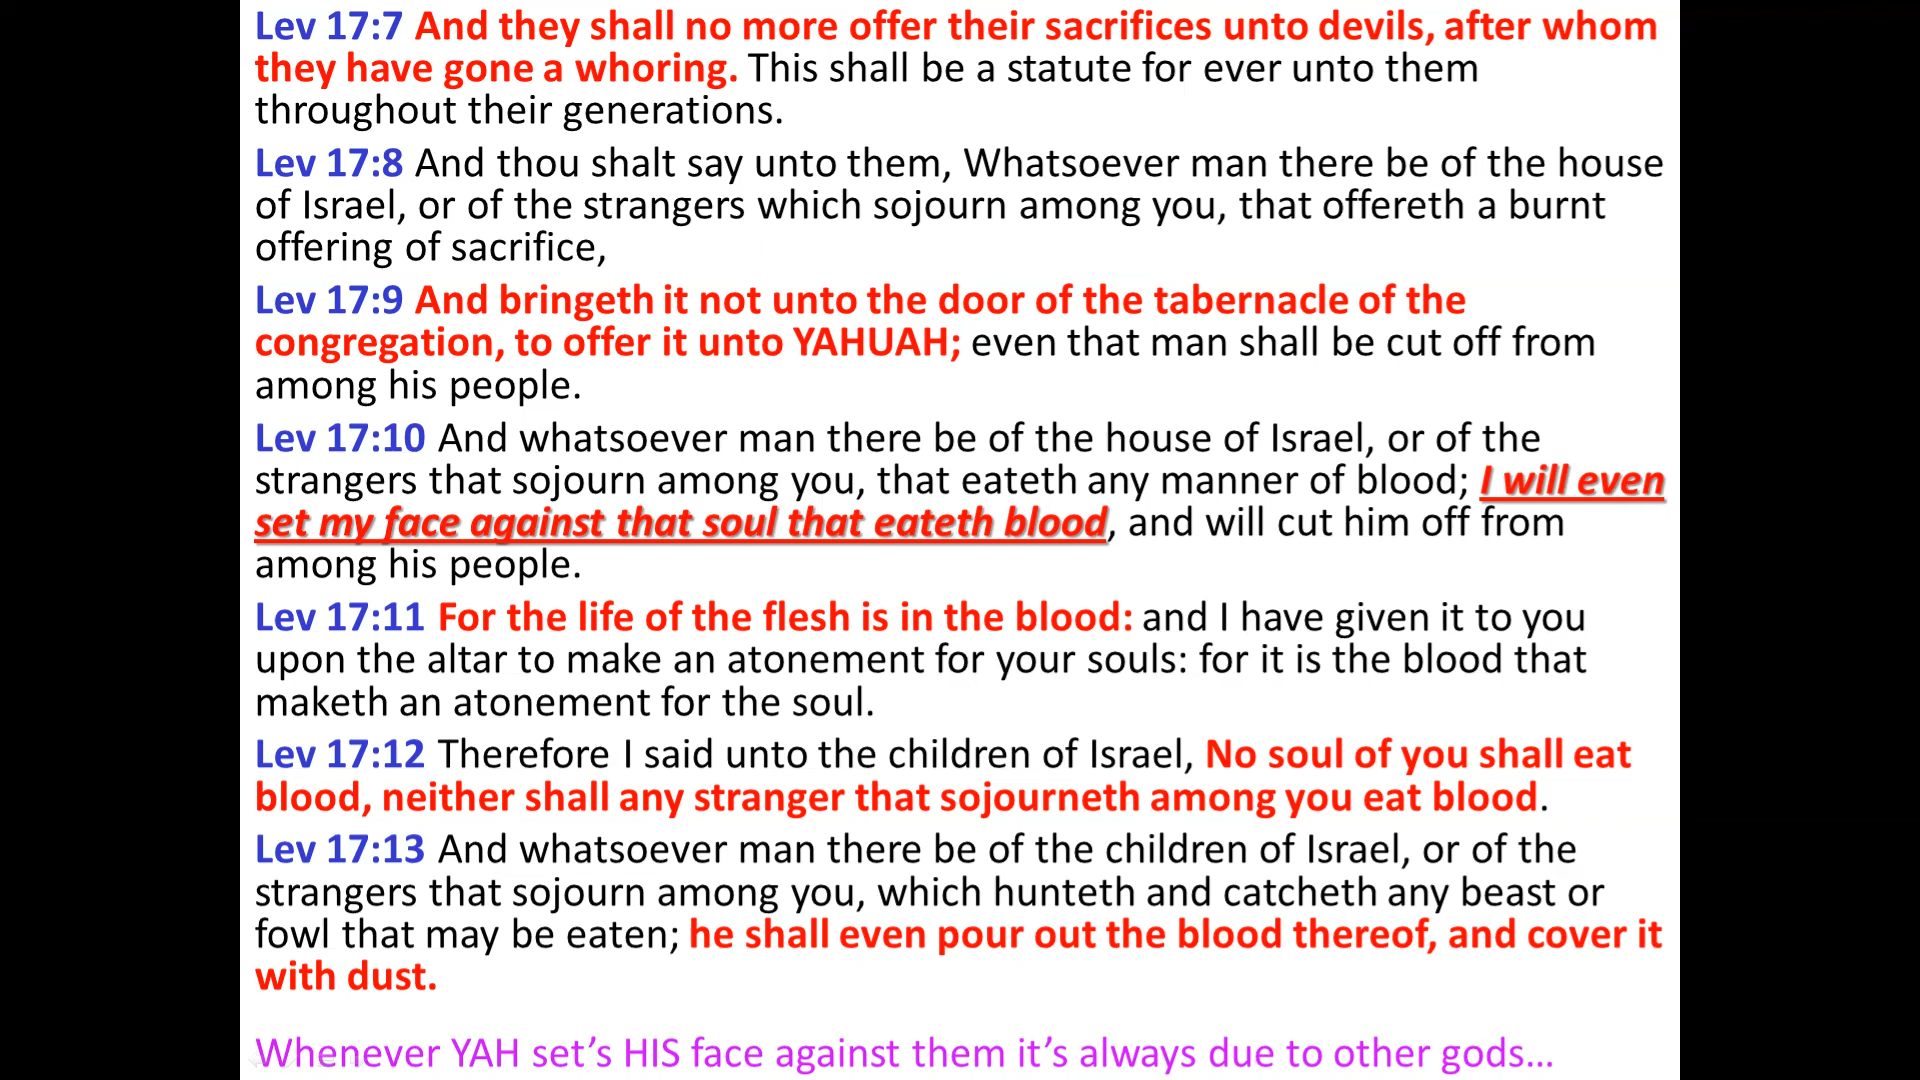 Lev 17:7 And they shall no more offer their sacrifices unto devils, after whom
they have gone a whoring. This shall be a statute for ever unto them
throughout their generations.
Lev 17:8 And thou shalt say unto them, Whatsoever man there be of the house
of Israel, or of the strangers which sojourn among you, that offereth a burnt
offering of sacrifice,
Lev 17:9 And bringeth it not unto the door of the tabernacle of the
congregation, to offer it unto YAHUAH; even that man shall be cut off from
among his people.
Lev 17:10 And whatsoever man there be of the house of Israel, or of the
strangers that sojourn among you, that eateth any manner of blood; I will even
set my face against that soul that eateth blood, and will cut him off from
among his people.
Lev 17:11 For the life of the flesh is in the blood: and I have given it to you
upon the altar to make an atonement for your souls: for it is the blood that
maketh an atonement for the soul.
Lev 17:12 Therefore I said unto the children of Israel, No soul of you shall eat
blood, neither shall any stranger that sojourneth among you eat blood.
Lev 17:13 And whatsoever man there be of the children of Israel, or of the
strangers that sojourn among you, which hunteth and catcheth any beast or
fowl that may be eaten; he shall even pour out the blood thereof, and cover it
with dust.
Whenever YAH set's HIS face against them it's always due to other gods...